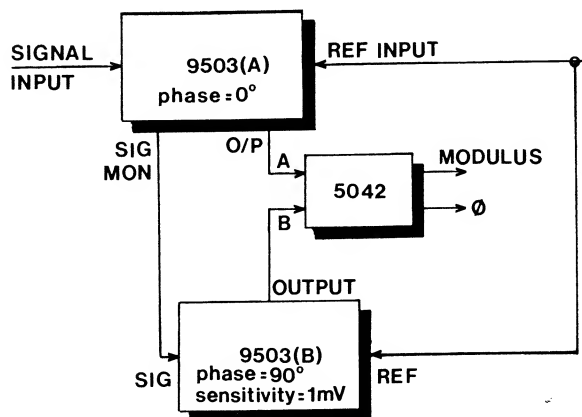 SIGNAL
INPUT
9503(A)
phase=0°
REF INPUT
SIG
MON
O/P
A
B
5042
MODULUS
Ø
OUTPUT
9503(B)
phase=90°
sensitivity=1mV
SIG
REF